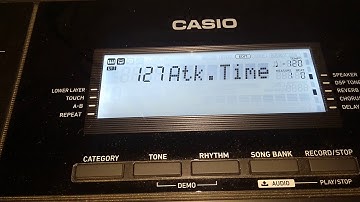 CASIO
127Atk.Time
120
LOWER LAYER
TOUCH
A-B
REPEAT
SPEAKER
DSP TONE
REVERB
CHORUS
DELAY
CATEGORY
TONE
RHYTHM
SONG BANK
RECORD/STOP
DEMO
AUDIO
PLAY/STOP